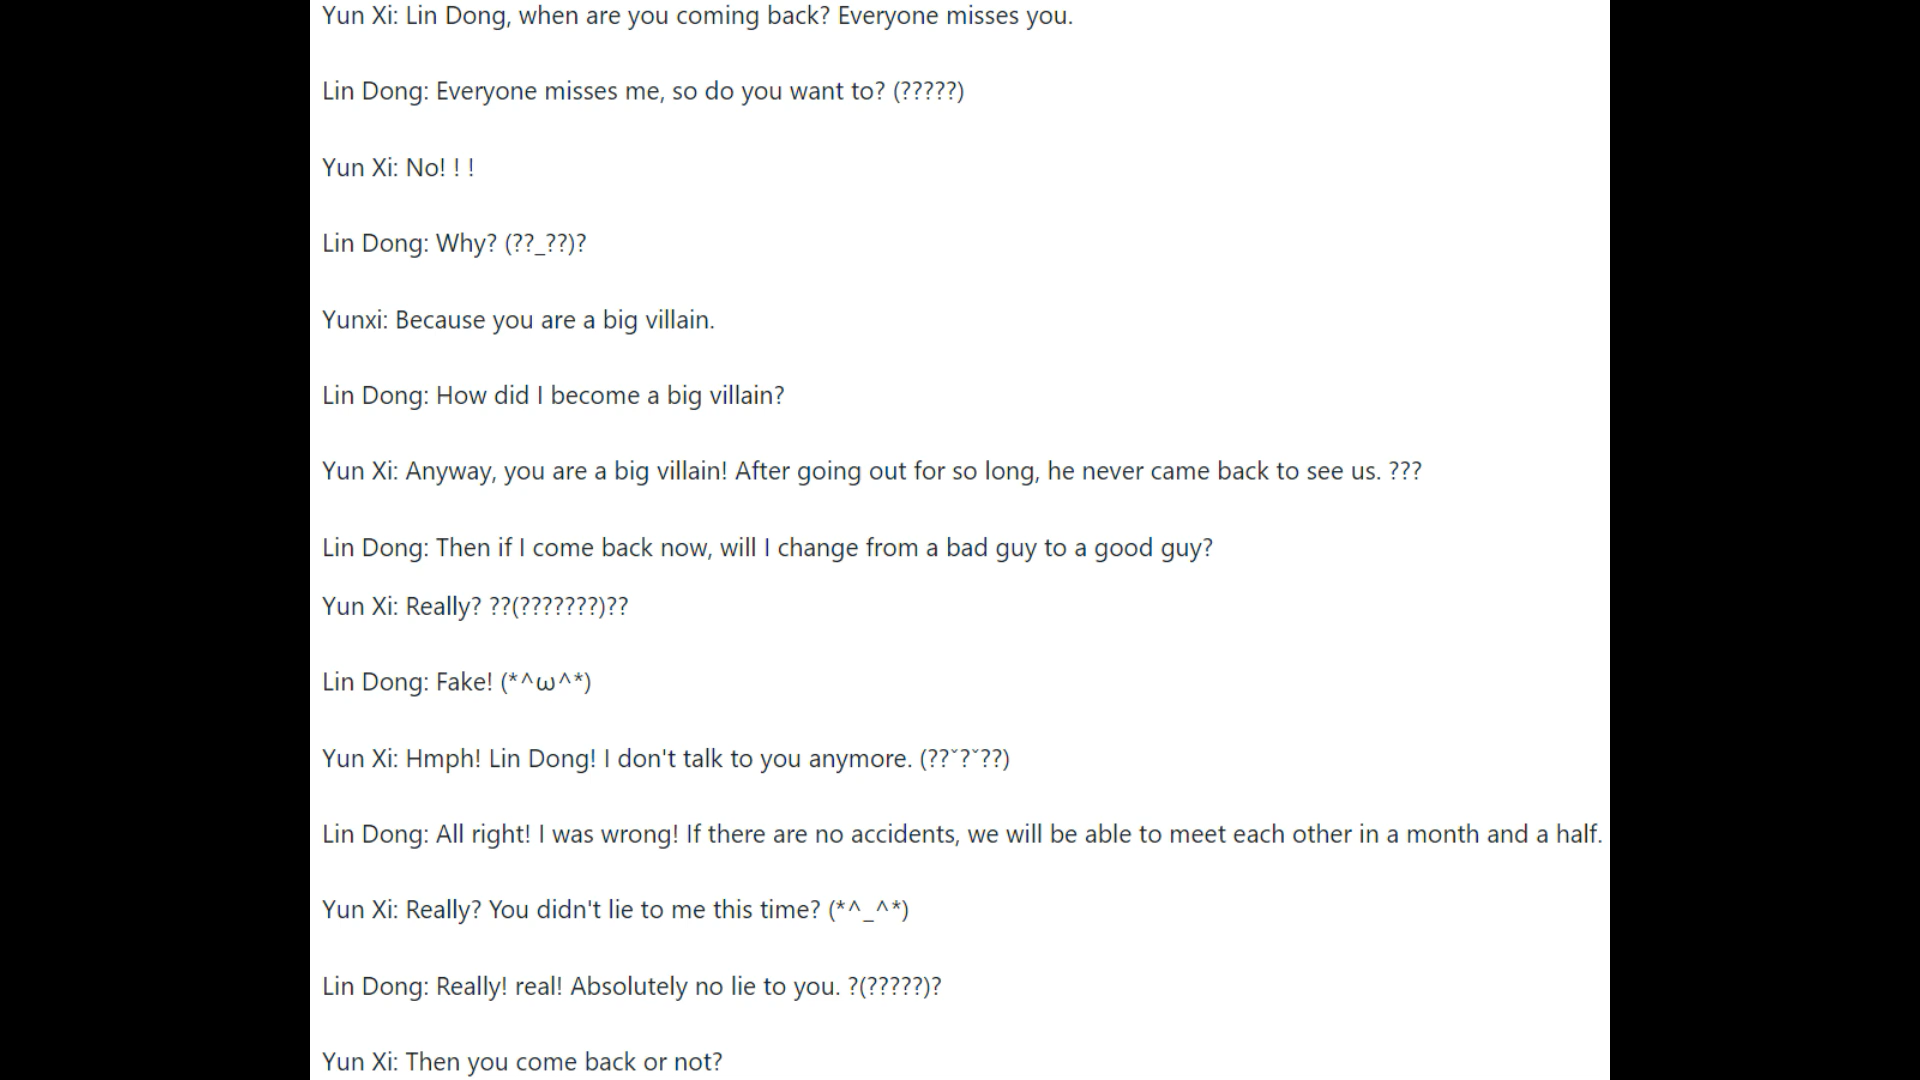 Yun Xi: Lin Dong, when are you coming back? Everyone misses you.
Lin Dong: Everyone misses me, so do you want to? (?????)
Yun Xi: No! ! !
Lin Dong: Why? (??_??)?
Yunxi: Because you are a big villain.
Lin Dong: How did I become a big villain?
Yun Xi: Anyway, you are a big villain! After going out for so long, he never came back to see us. ???
Lin Dong: Then if I come back now, will I change from a bad guy to a good guy?
Yun Xi: Really? ??(???????)??
Lin Dong: Fake! (*^ω^*)
Yun Xi: Hmph! Lin Dong! I don't talk to you anymore. (??ˇ?ˇ??)
Lin Dong: All right! I was wrong! If there are no accidents, we will be able to meet each other in a month and a half.
Yun Xi: Really? You didn't lie to me this time? (*^_^*)
Lin Dong: Really! real! Absolutely no lie to you. ?(?????)?
Yun Xi: Then you come back or not?